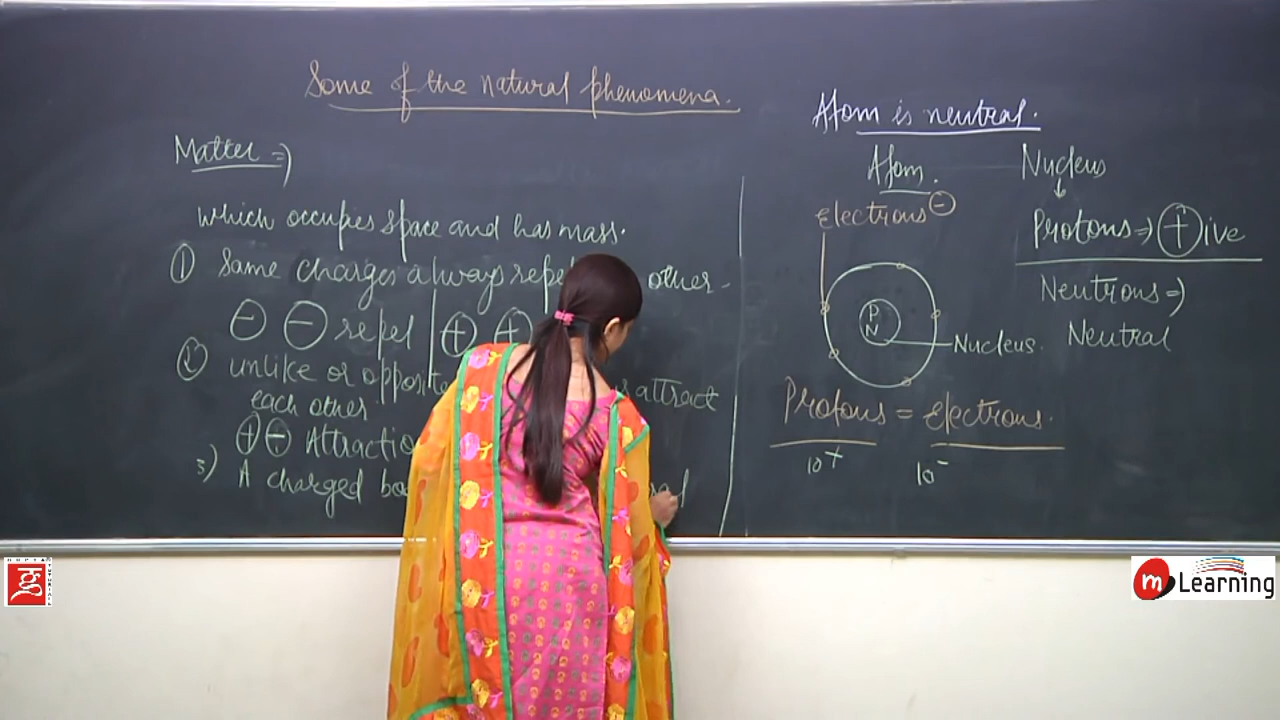 Some of the natural phenomena.
Matter ⇒
which occupies space and has mass.
① Same charges always repel other.
⊖ ⊖ repel | ⊕ ⊕
② unlike or opposite attract
each other.
⊕ ⊖ Attraction
3) A charged
Atom is neutral.
Atom.
Electrons ⊖
P
N
Nucleus.
Protons = Electrons.
10+ 10-
Nucleus
↓
Protons ⇒ ⊕ive
Neutrons ⇒
Neutral
GUPTA TUTORIALS
g
m Learning